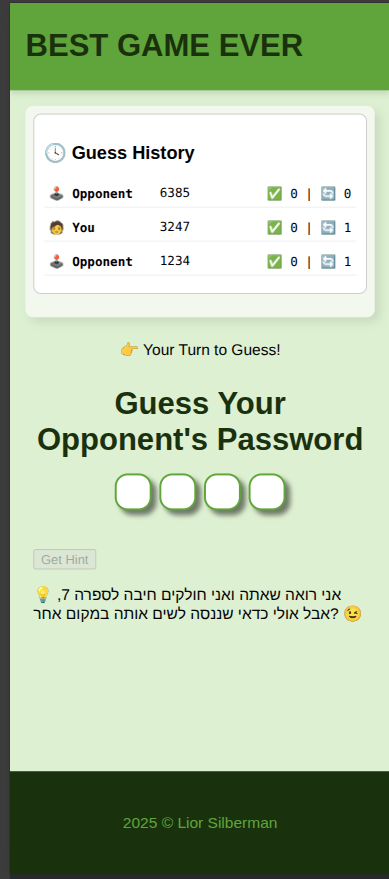 BEST GAME EVER
🕓 Guess History
🕹️ Opponent 6385 ✅ 0 | 🔄 0
🧑 You 3247 ✅ 0 | 🔄 1
🕹️ Opponent 1234 ✅ 0 | 🔄 1
👉 Your Turn to Guess!
Guess Your
Opponent's Password
Get Hint
💡 אני רואה שאתה ואני חולקים חיבה לספרה 7,
אבל אולי כדאי שננסה לשים אותה במקום אחר? 😉
2025 © Lior Silberman